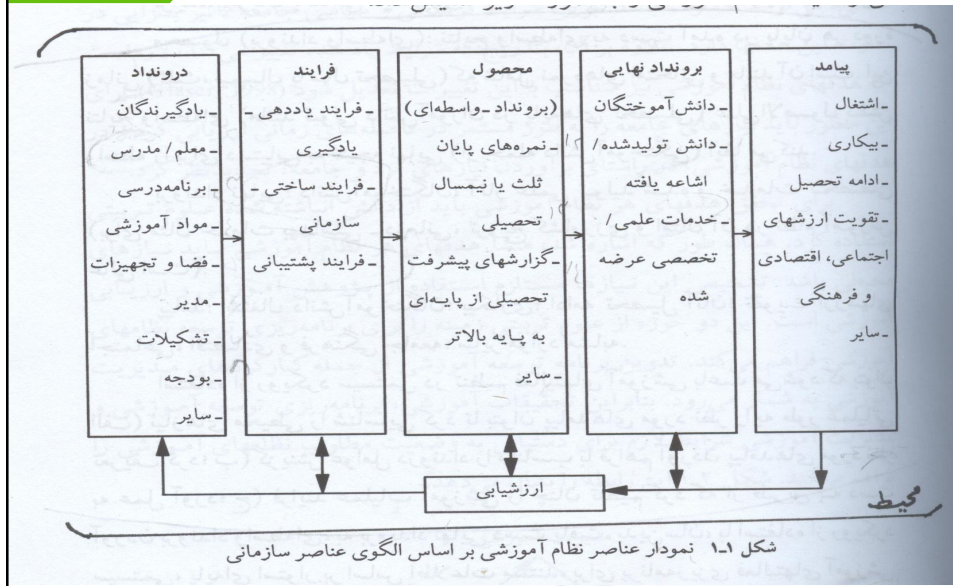 درونداد
ـ یادگیرندگان
ـ معلم/ مدرس
ـ برنامه‌درسی
ـ مواد آموزشی
ـ فضا و تجهیزات
ـ مدیر
ـ تشکیلات
ـ بودجه
ـ سایر
فرایند
ـ فرایند یاددهی ـ
یادگیری
ـ فرایند ساختی ـ
سازمانی
ـ فرایند پشتیبانی
محصول
(برونداد ـ واسطه‌ای)
ـ نمره‌های پایان
ثلث یا نیمسال
تحصیلی
ـ گزارشهای پیشرفت
تحصیلی از پایه‌ای
به پایه بالاتر
ـ سایر
برونداد نهایی
ـ دانش آموختگان
ـ دانش تولیدشده/
اشاعه یافته
ـ خدمات علمی/
تخصصی عرضه
شده
پیامد
ـ اشتغال
ـ بیکاری
ـ ادامه تحصیل
ـ تقویت ارزشهای
اجتماعی، اقتصادی
و فرهنگی
ـ سایر
ارزشیابی
محیط
شکل ۱ـ۱ نمودار عناصر نظام آموزشی بر اساس الگوی عناصر سازمانی